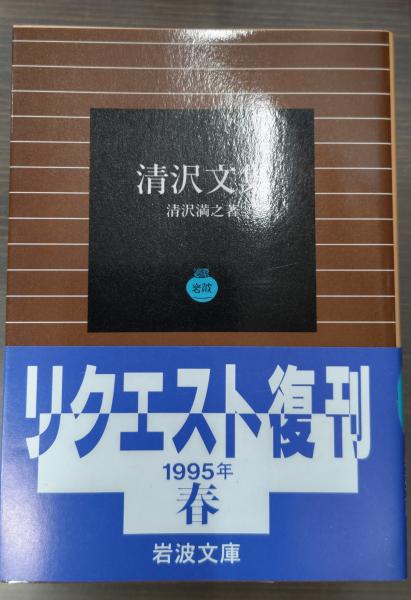 清沢文集
清沢満之著
岩波
リクエスト復刊
1995年
春
岩波文庫